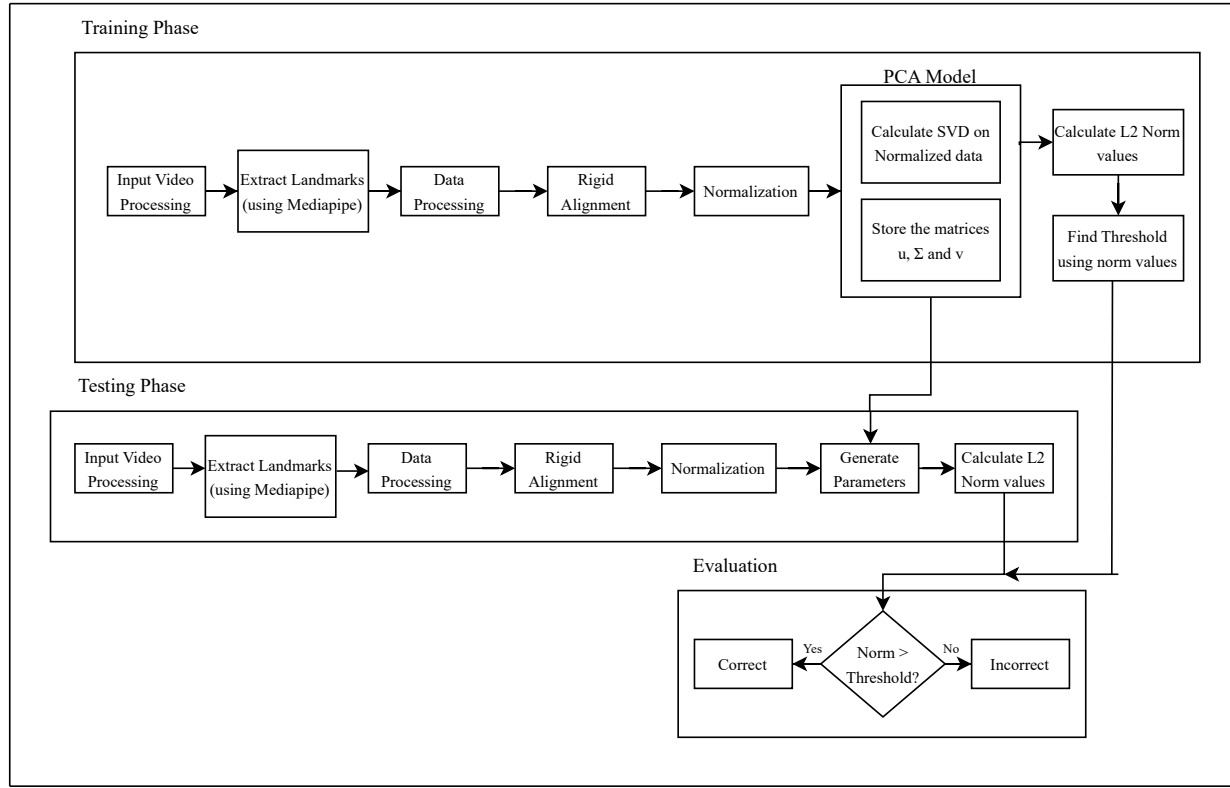 Training Phase
PCA Model
Calculate SVD on
Normalized data
Calculate L2 Norm
values
Input Video
Processing
Extract Landmarks
(using Mediapipe)
Data
Processing
Rigid
Alignment
Normalization
Store the matrices
u, Σ and v
Find Threshold
using norm values
Testing Phase
Input Video
Processing
Extract Landmarks
(using Mediapipe)
Data
Processing
Rigid
Alignment
Normalization
Generate
Parameters
Calculate L2
Norm values
Evaluation
Correct
Yes
Norm >
Threshold?
No
Incorrect